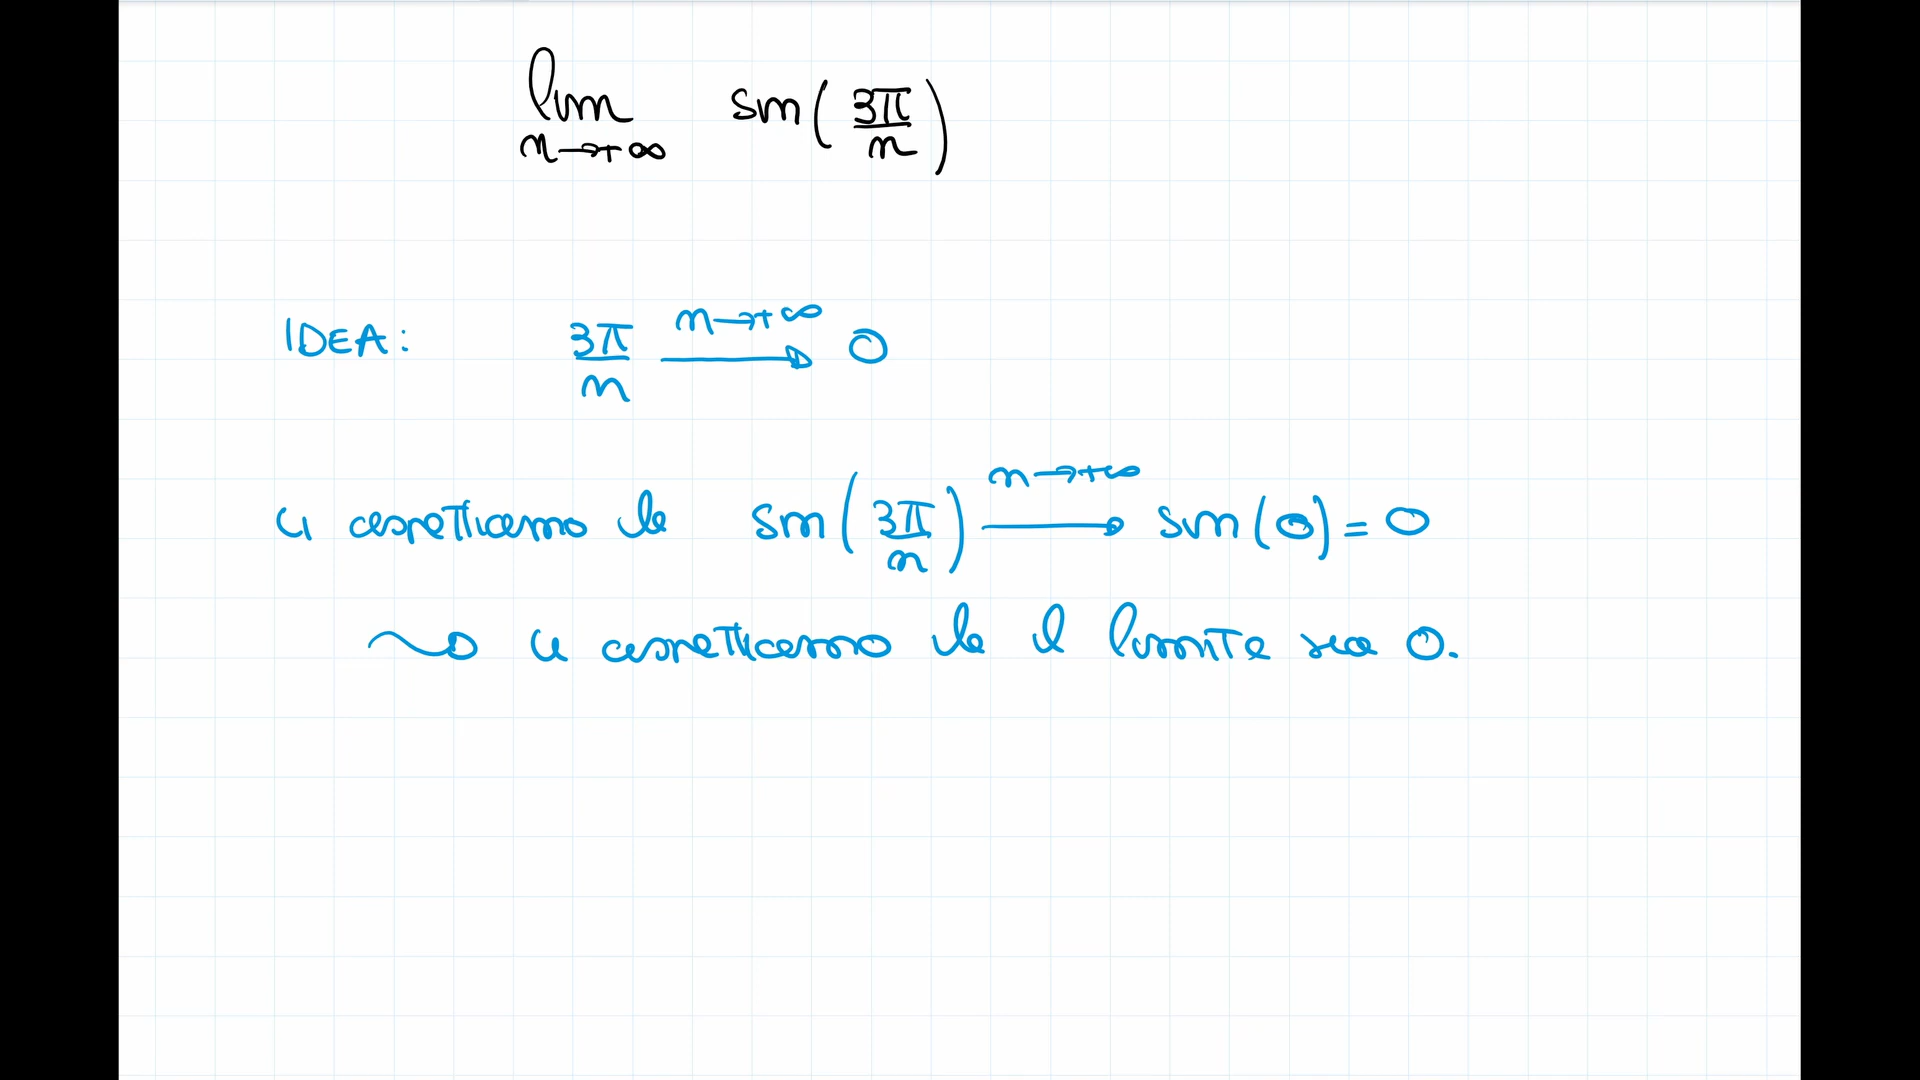 lim n→+∞ sin(3π/n)
IDEA: 3π/n n→+∞ → 0
ci aspettiamo che sin(3π/n) n→+∞ → sin(0) = 0
⤳ ci aspettiamo che il limite sia 0.